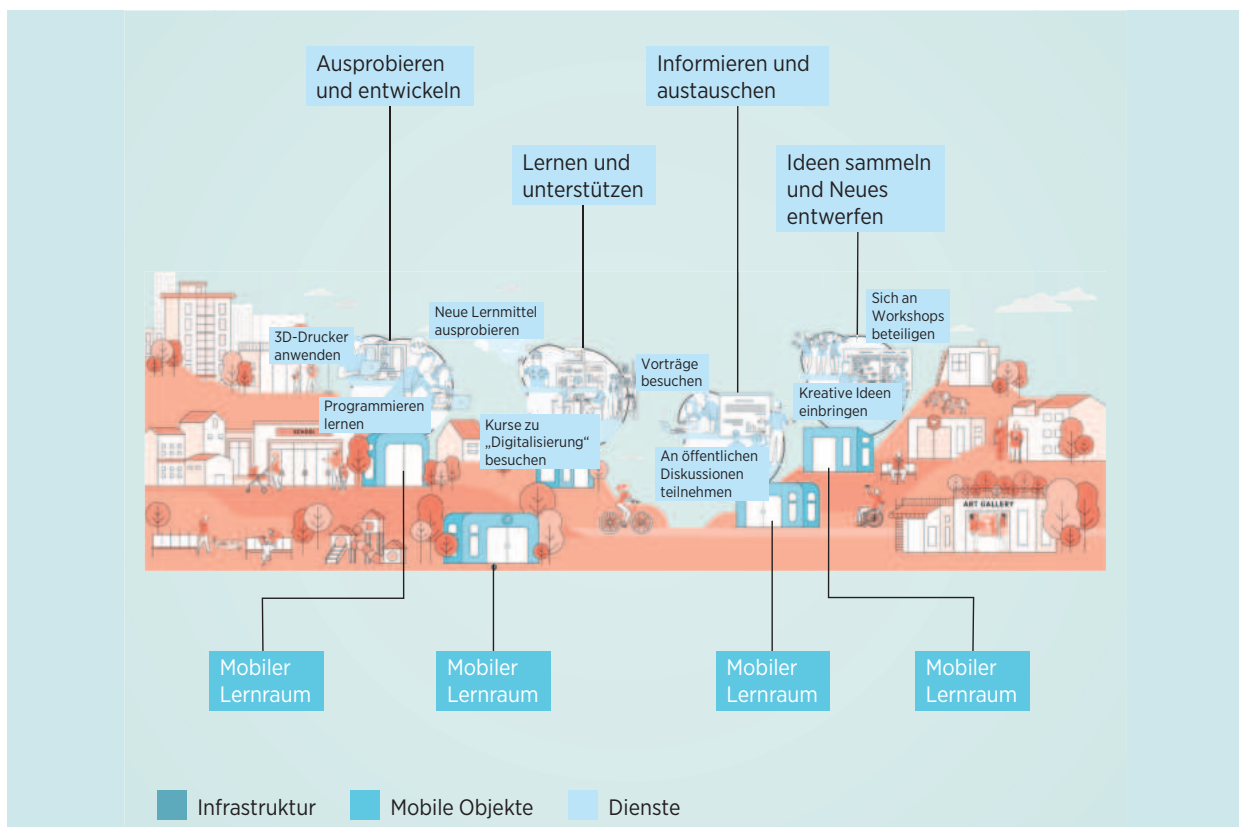 Ausprobieren
und entwickeln
Informieren und
austauschen
Lernen und
unterstützen
Ideen sammeln
und Neues
entwerfen
Sich an
Workshops
beteiligen
Neue Lernmittel
ausprobieren
3D-Drucker
anwenden
Vorträge
besuchen
Kreative Ideen
einbringen
Programmieren
lernen
Kurse zu
„Digitalisierung“
besuchen
An öffentlichen
Diskussionen
teilnehmen
SCHOOL
ART GALLERY
Mobiler
Lernraum
Mobiler
Lernraum
Mobiler
Lernraum
Mobiler
Lernraum
Infrastruktur
Mobile Objekte
Dienste